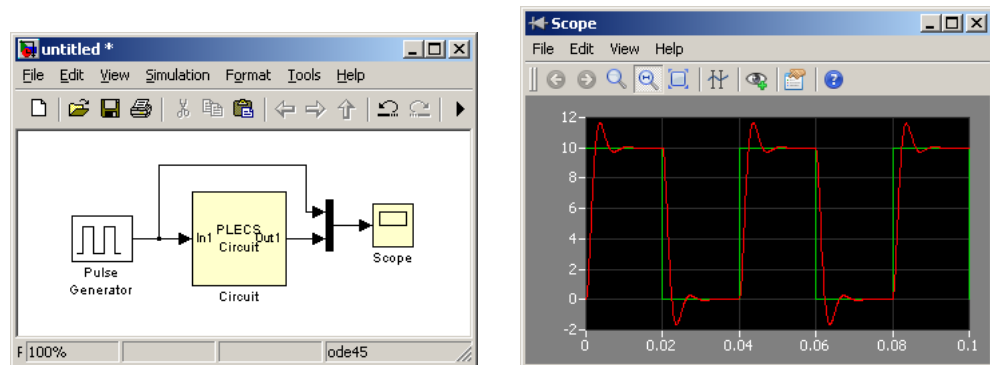 untitled *
File Edit View Simulation Format Tools Help
In1 PLECS Out1
Circuit
Pulse
Generator
Circuit
Scope
F 100%
ode45
Scope
File Edit View Help
12
10
8
6
4
2
0
-2
0 0.02 0.04 0.06 0.08 0.1